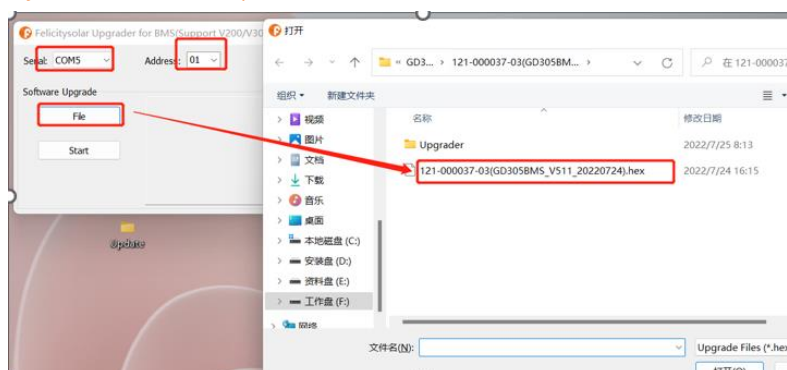 Felicitysolar Upgrader for BMS(Support V200/V30
Serial: COM5
Address: 01
Software Upgrade
File
Start
Update
打开
« GD3... › 121-000037-03(GD305BM... ›
在 121-000037
组织
新建文件夹
视频
图片
文档
下载
音乐
桌面
本地磁盘 (C:)
安装盘 (D:)
资料盘 (E:)
工作盘 (F:)
网络
名称
修改日期
Upgrader
2022/7/25 8:13
121-000037-03(GD305BMS_V511_20220724).hex
2022/7/24 16:15
文件名(N):
Upgrade Files (*.hex
打开(O)